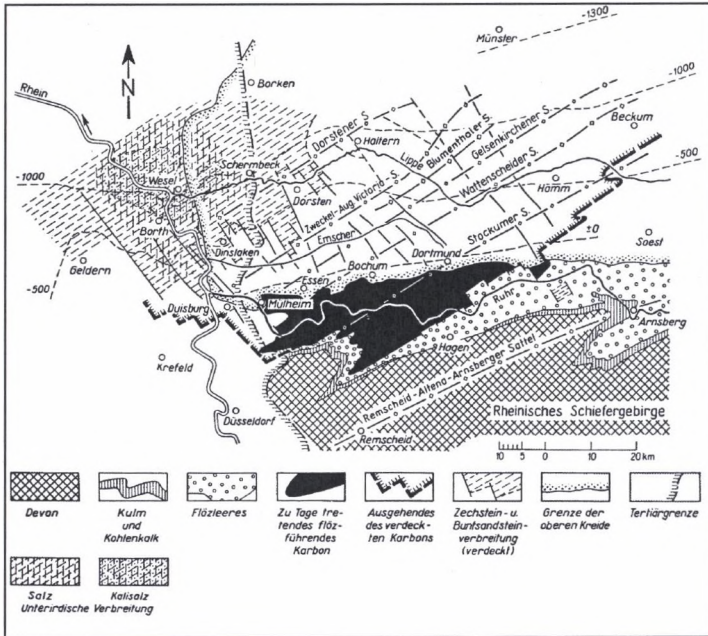 -1300
Münster
N
Rhein
-500
Borken
-1000
Dorstener S.
Haltern
Lippe
Blumenthaler S.
Gelsenkirchener S.
Beckum
Schermbeck
Wesel
-1000
Dorsten
Zweckel-Aug.Victoria S.
Wattenscheider S.
Hamm
-500
Borth
Dinslaken
Emscher
Stockumer S.
±0
Soest
Geldern
-500
Essen
Bochum
Dortmund
Duisburg
Mülheim
Ruhr
Arnsberg
Krefeld
Hagen
Remscheid-Altena-Arnsberger Sattel
Düsseldorf
Remscheid
Rheinisches Schiefergebirge
10 5 0 10 20km
Devon
Kulm
und
Kohlenkalk
Flözleeres
Zu Tage tre-
tendes flöz-
führendes
Karbon
Ausgehendes
des verdeck-
ten Karbons
Zechstein- u.
Buntsandstein-
verbreitung
(verdeckt)
Grenze der
oberen Kreide
Tertiärgrenze
Salz
Kalisalz
Unterirdische Verbreitung